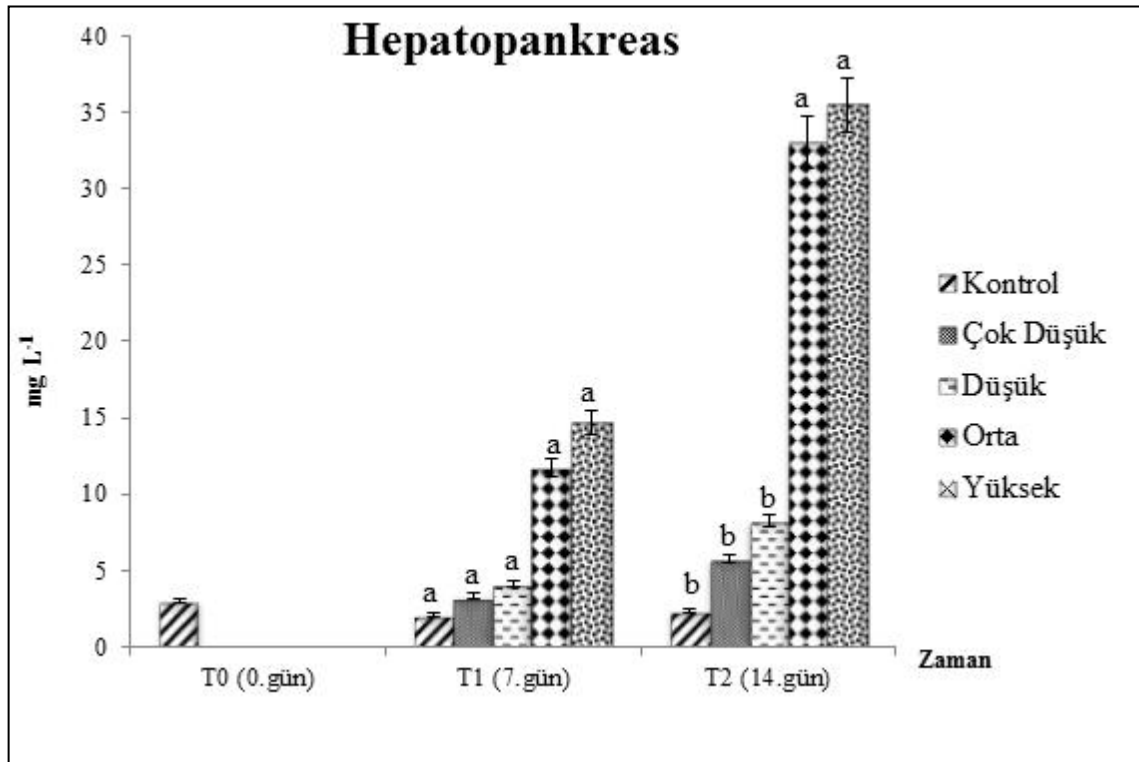 Hepatopankreas
40
35
30
25
20
15
10
5
0
mg L-1
a
a
a
a
a
b
b
b
a
a
T0 (0.gün)
T1 (7.gün)
T2 (14.gün)
Zaman
Kontrol
Çok Düşük
Düşük
Orta
Yüksek